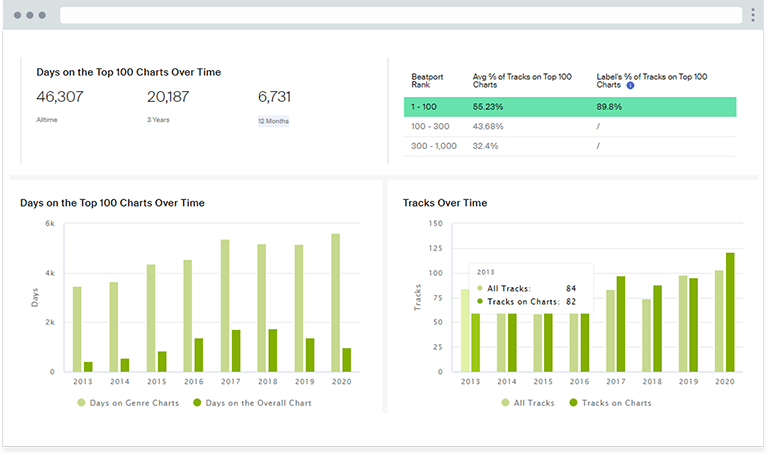 Days on the Top 100 Charts Over Time
46,307 20,187 6,731
Alltime 3 Years 12 Months
Beatport Rank Avg % of Tracks on Top 100 Charts Label's % of Tracks on Top 100 Charts i
1 - 100 55.23% 89.8%
100 - 300 43.68% /
300 - 1,000 32.4% /
Days on the Top 100 Charts Over Time
Days
6k
4k
2k
0
2013 2014 2015 2016 2017 2018 2019 2020
Days on Genre Charts Days on the Overall Chart
Tracks Over Time
Tracks
150
125
100
75
50
25
0
2013
All Tracks: 84
Tracks on Charts: 82
2013 2014 2015 2016 2017 2018 2019 2020
All Tracks Tracks on Charts